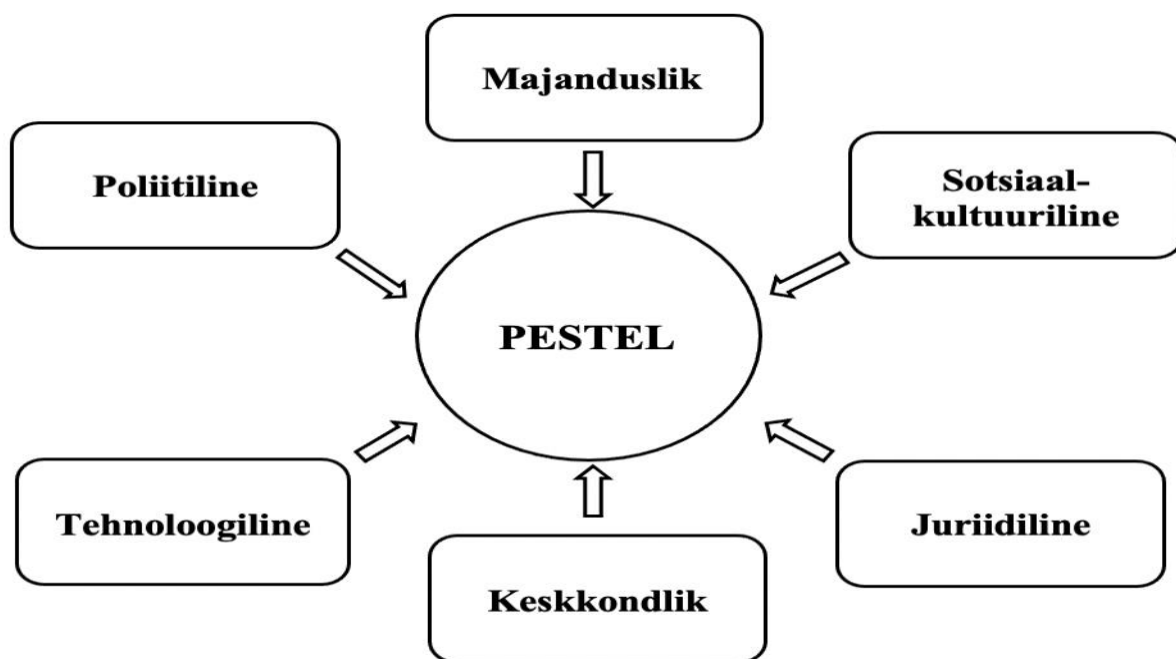 Majanduslik
Poliitiline
Sotsiaal-
kultuuriline
PESTEL
Tehnoloogiline
Juriidiline
Keskkondlik